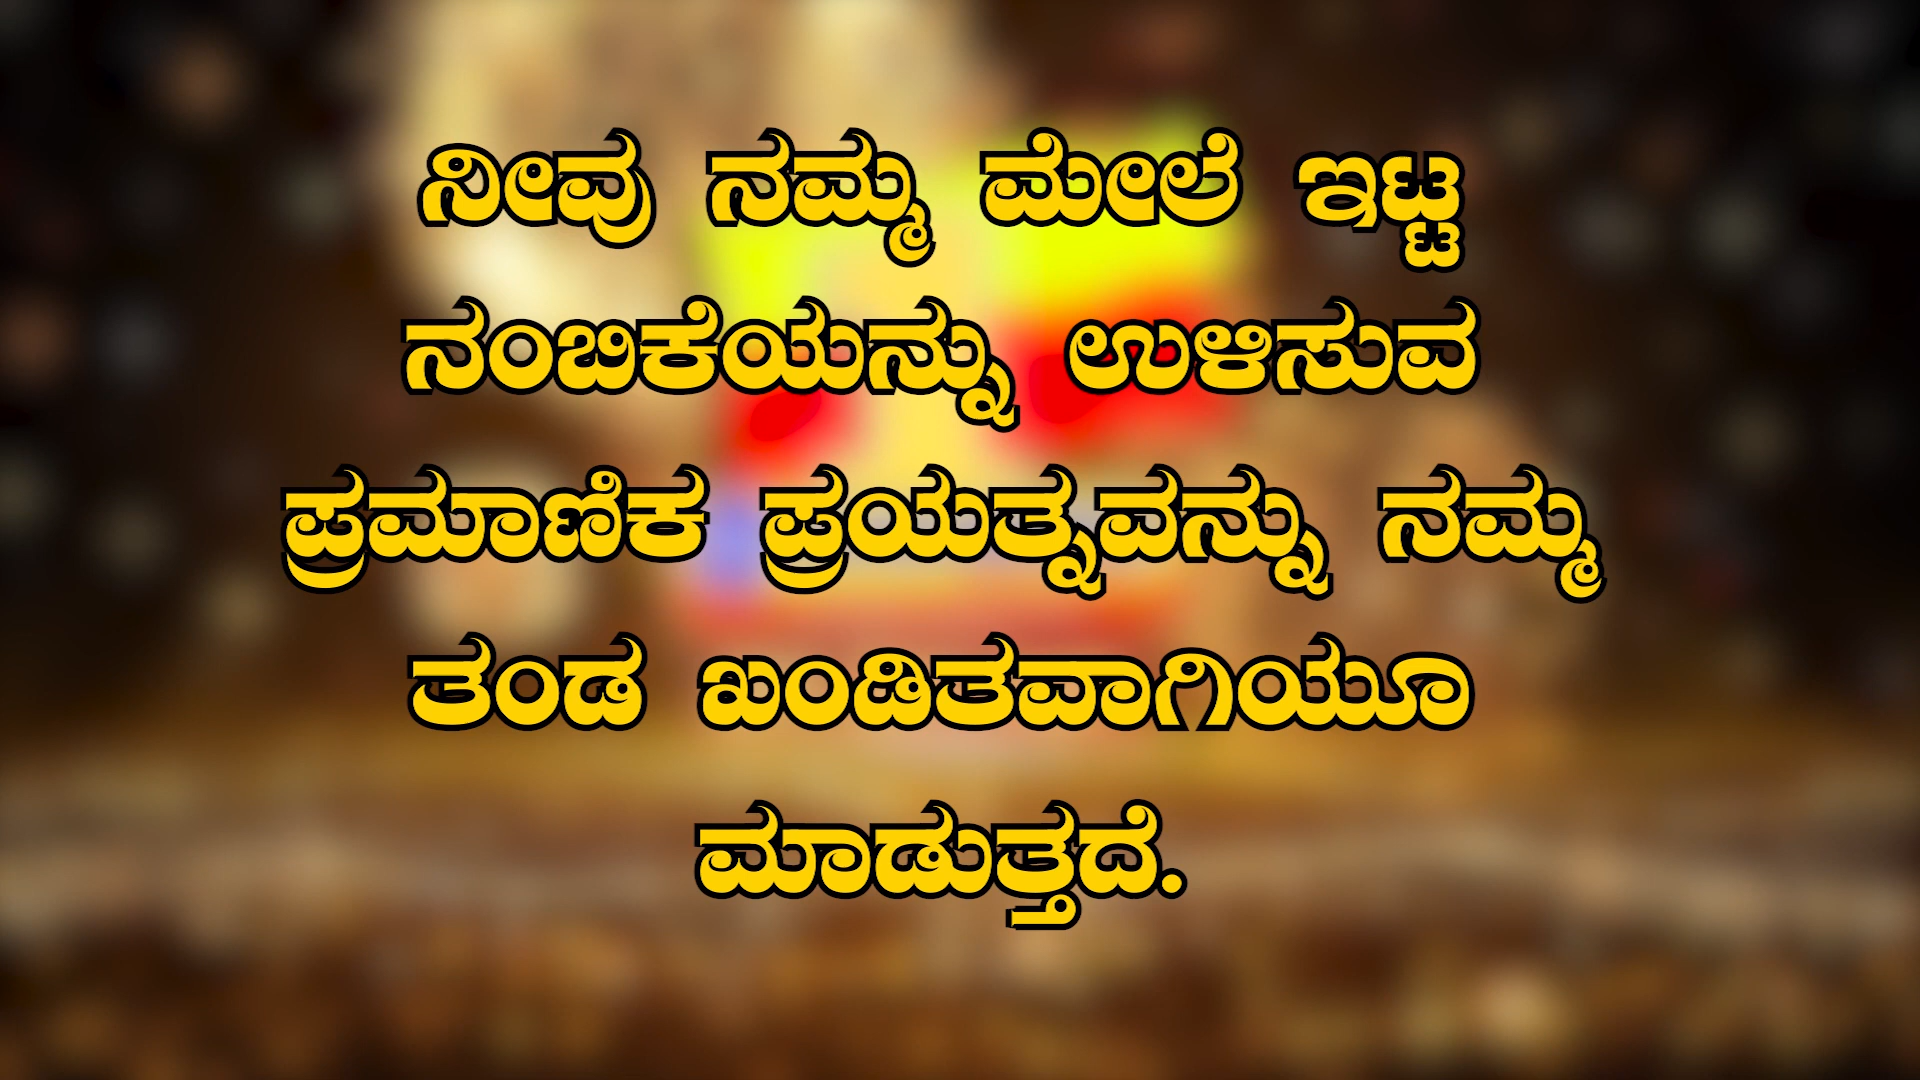 ನೀವು ನಮ್ಮ ಮೇಲೆ ಇಟ್ಟ
ನಂಬಿಕೆಯನ್ನು ಉಳಿಸುವ
ಪ್ರಮಾಣಿಕ ಪ್ರಯತ್ನವನ್ನು ನಮ್ಮ
ತಂಡ ಖಂಡಿತವಾಗಿಯೂ
ಮಾಡುತ್ತದೆ.